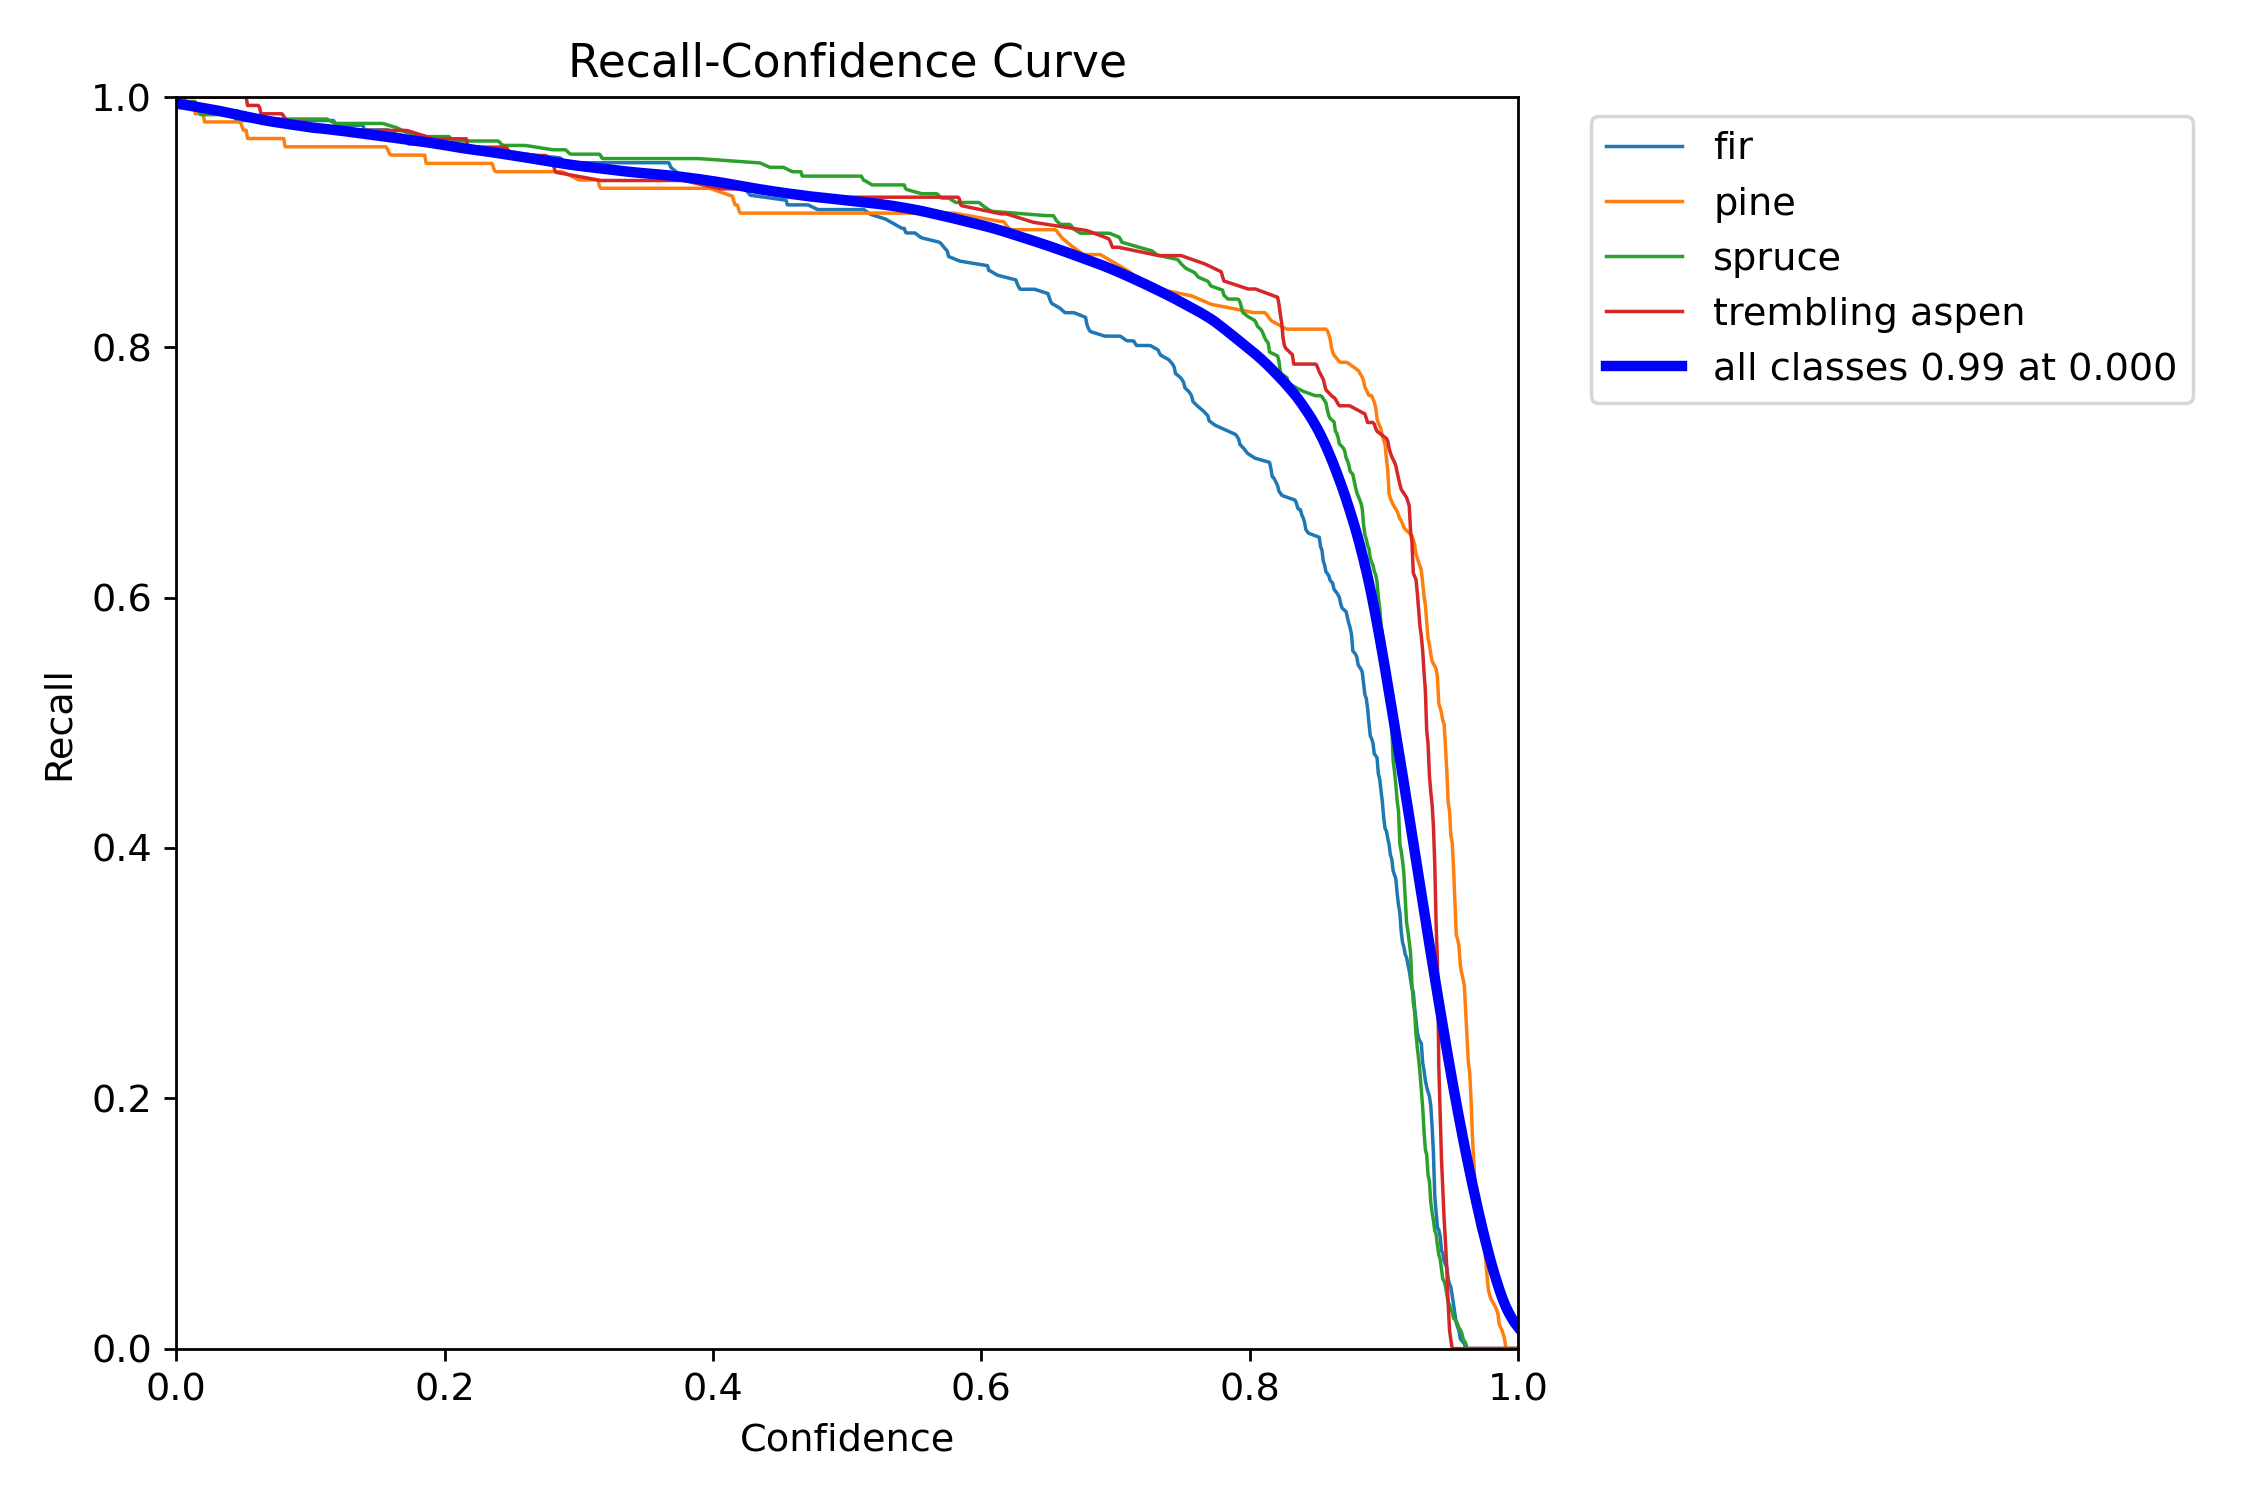 Recall-Confidence Curve
1.0
0.8
0.6
0.4
0.2
0.0
Recall
0.0 0.2 0.4 0.6 0.8 1.0
Confidence
fir
pine
spruce
trembling aspen
all classes 0.99 at 0.000